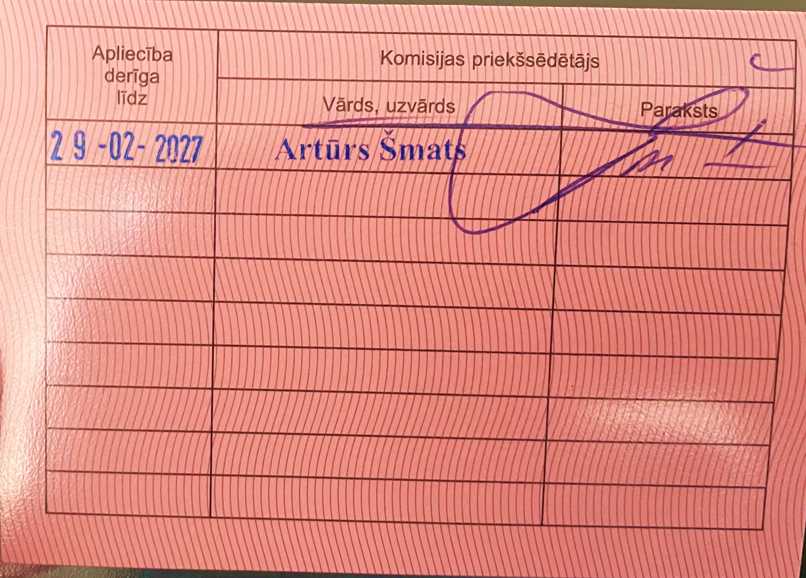 Apliecība
derīga
līdz
Komisijas priekšsēdētājs
Vārds, uzvārds
Paraksts
29-02-2027
Artūrs Šmats